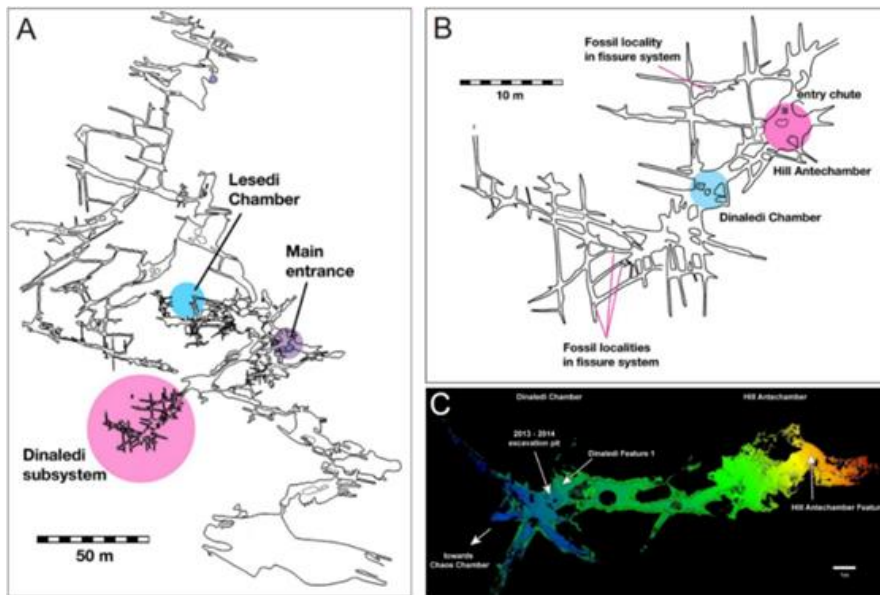 A
Lesedi
Chamber
Main
entrance
Dinaledi
subsystem
50 m
B
Fossil locality
in fissure system
10 m
entry chute
Hill Antechamber
Dinaledi Chamber
Fossil localities
in fissure system
C
Dinaledi Chamber
Hill Antechamber
2013 - 2014
excavation pit
Dinaledi Feature 1
Hill Antechamber Feature
towards
Chaos Chamber